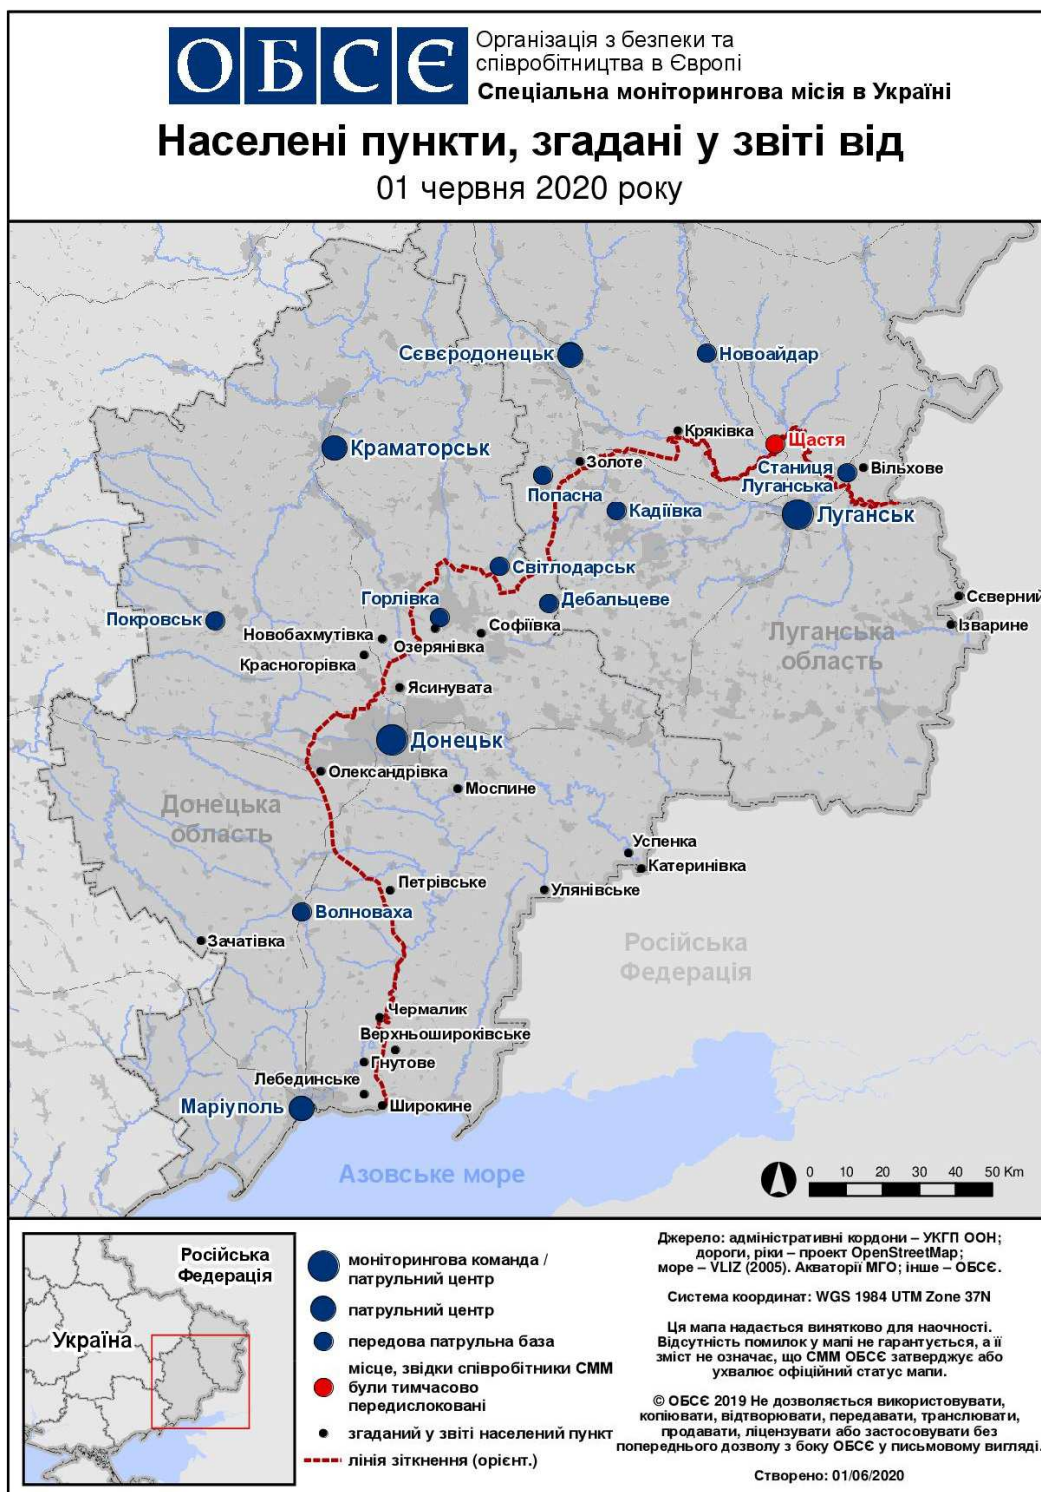 ОБСЄ
Організація з безпеки та
співробітництва в Європі
Спеціальна моніторингова місія в Україні
Населені пункти, згадані у звіті від
01 червня 2020 року
Сєвєродонецьк
Новоайдар
Кряківка
Щастя
Краматорськ
Золоте
Станиця
Луганська
Вільхове
Попасна
Кадіївка
Луганськ
Світлодарськ
Горлівка
Дебальцеве
Сєверний
Покровськ
Новобахмутівка
Софіївка
Ізварине
Озерянівка
Красногорівка
Луганська
область
Ясинувата
Донецьк
Олександрівка
Моспине
Донецька
область
Успенка
Катеринівка
Петрівське
Улянівське
Волноваха
Зачатівка
Російська
Федерація
Чермалик
Верхньошироківське
Гнутове
Лебединське
Маріуполь
Широкине
Азовське море
0 10 20 30 40 50 Km
Російська
Федерація
Україна
моніторингова команда /
патрульний центр
патрульний центр
передова патрульна база
місце, звідки співробітники СММ
були тимчасово
передислоковані
згаданий у звіті населений пункт
лінія зіткнення (орієнт.)
Джерело: адміністративні кордони – УКГП ООН;
дороги, ріки – проект OpenStreetMap;
море – VLIZ (2005). Акваторії МГО; інше – ОБСЄ.
Система координат: WGS 1984 UTM Zone 37N
Ця мапа надається винятково для наочності.
Відсутність помилок у мапі не гарантується, а її
зміст не означає, що СММ ОБСЄ затверджує або
ухвалює офіційний статус мапи.
© ОБСЄ 2019 Не дозволяється використовувати,
копіювати, відтворювати, передавати, транслювати,
продавати, ліцензувати або застосовувати без
попереднього дозволу з боку ОБСЄ у письмовому вигляді.
Створено: 01/06/2020